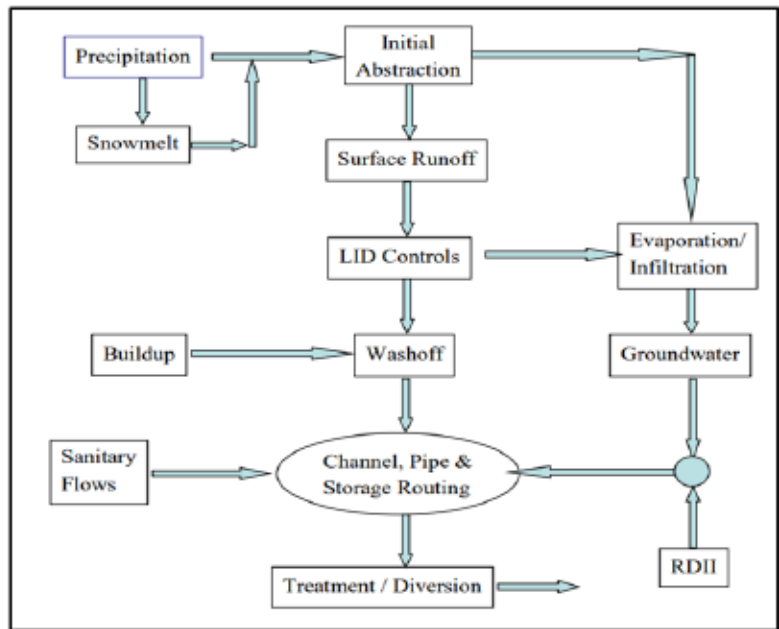 Precipitation
Initial
Abstraction
Snowmelt
Surface Runoff
LID Controls
Evaporation/
Infiltration
Buildup
Washoff
Groundwater
Sanitary
Flows
Channel, Pipe &
Storage Routing
RDII
Treatment / Diversion